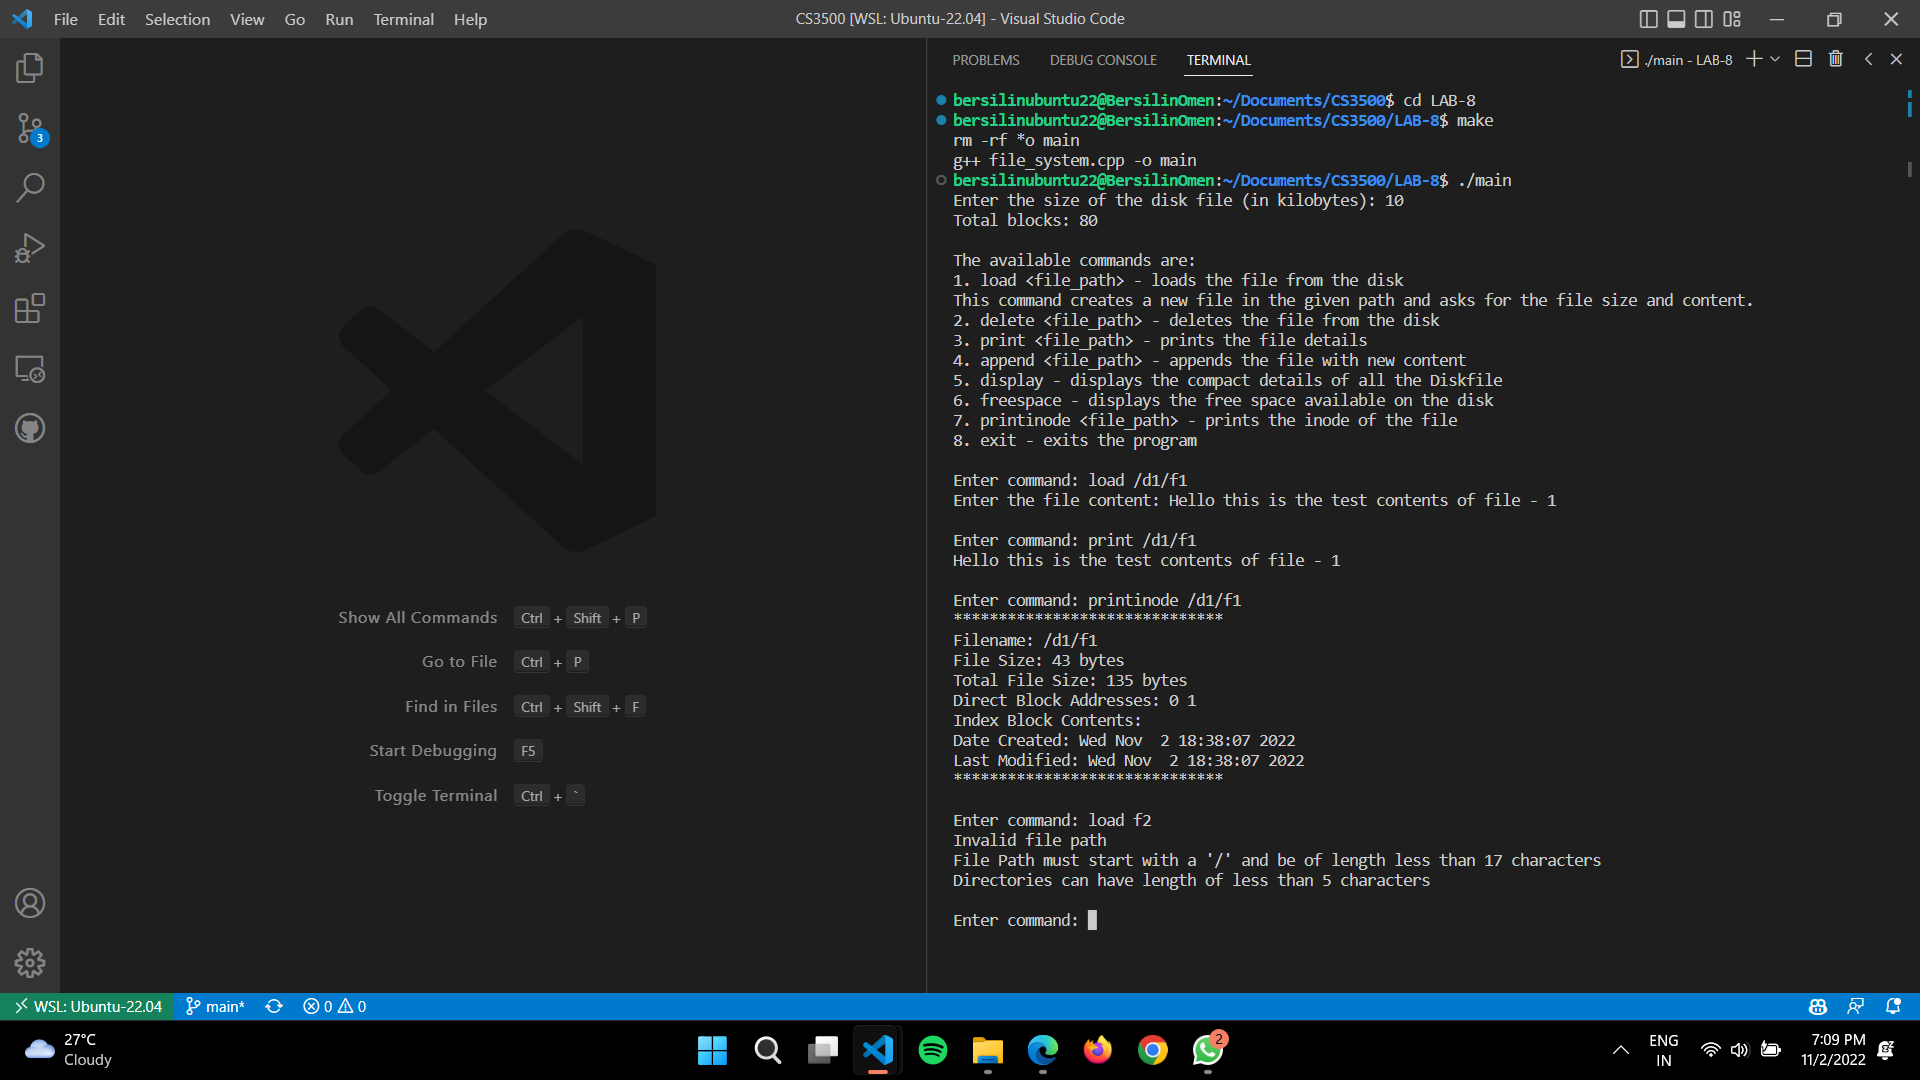 File Edit Selection View Go Run Terminal Help
CS3500 [WSL: Ubuntu-22.04] - Visual Studio Code
PROBLEMS DEBUG CONSOLE TERMINAL
./main - LAB-8
3
bersilinubuntu22@BersilinOmen:~/Documents/CS3500$ cd LAB-8
bersilinubuntu22@BersilinOmen:~/Documents/CS3500/LAB-8$ make
rm -rf *o main
g++ file_system.cpp -o main
bersilinubuntu22@BersilinOmen:~/Documents/CS3500/LAB-8$ ./main
Enter the size of the disk file (in kilobytes): 10
Total blocks: 80
The available commands are:
1. load <file_path> - loads the file from the disk
This command creates a new file in the given path and asks for the file size and content.
2. delete <file_path> - deletes the file from the disk
3. print <file_path> - prints the file details
4. append <file_path> - appends the file with new content
5. display - displays the compact details of all the Diskfile
6. freespace - displays the free space available on the disk
7. printinode <file_path> - prints the inode of the file
8. exit - exits the program
Enter command: load /d1/f1
Enter the file content: Hello this is the test contents of file - 1
Enter command: print /d1/f1
Hello this is the test contents of file - 1
Enter command: printinode /d1/f1
******************************
Filename: /d1/f1
File Size: 43 bytes
Total File Size: 135 bytes
Direct Block Addresses: 0 1
Index Block Contents:
Date Created: Wed Nov  2 18:38:07 2022
Last Modified: Wed Nov  2 18:38:07 2022
******************************
Enter command: load f2
Invalid file path
File Path must start with a '/' and be of length less than 17 characters
Directories can have length of less than 5 characters
Enter command:
Show All Commands Ctrl + Shift + P
Go to File Ctrl + P
Find in Files Ctrl + Shift + F
Start Debugging F5
Toggle Terminal Ctrl + `
WSL: Ubuntu-22.04 main* 0 0
27°C
Cloudy
2
ENG
IN
7:09 PM
11/2/2022